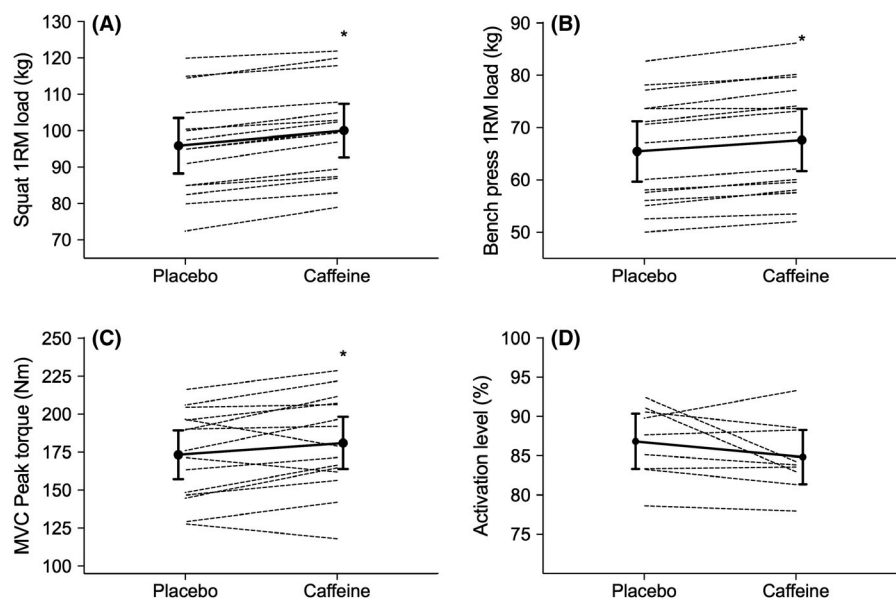 (A)
*
Squat 1RM load (kg)
130
120
110
100
90
80
70
Placebo
Caffeine
(B)
*
Bench press 1RM load (kg)
90
80
70
60
50
Placebo
Caffeine
(C)
*
MVC Peak torque (Nm)
250
225
200
175
150
125
100
Placebo
Caffeine
(D)
Activation level (%)
100
95
90
85
80
75
Placebo
Caffeine